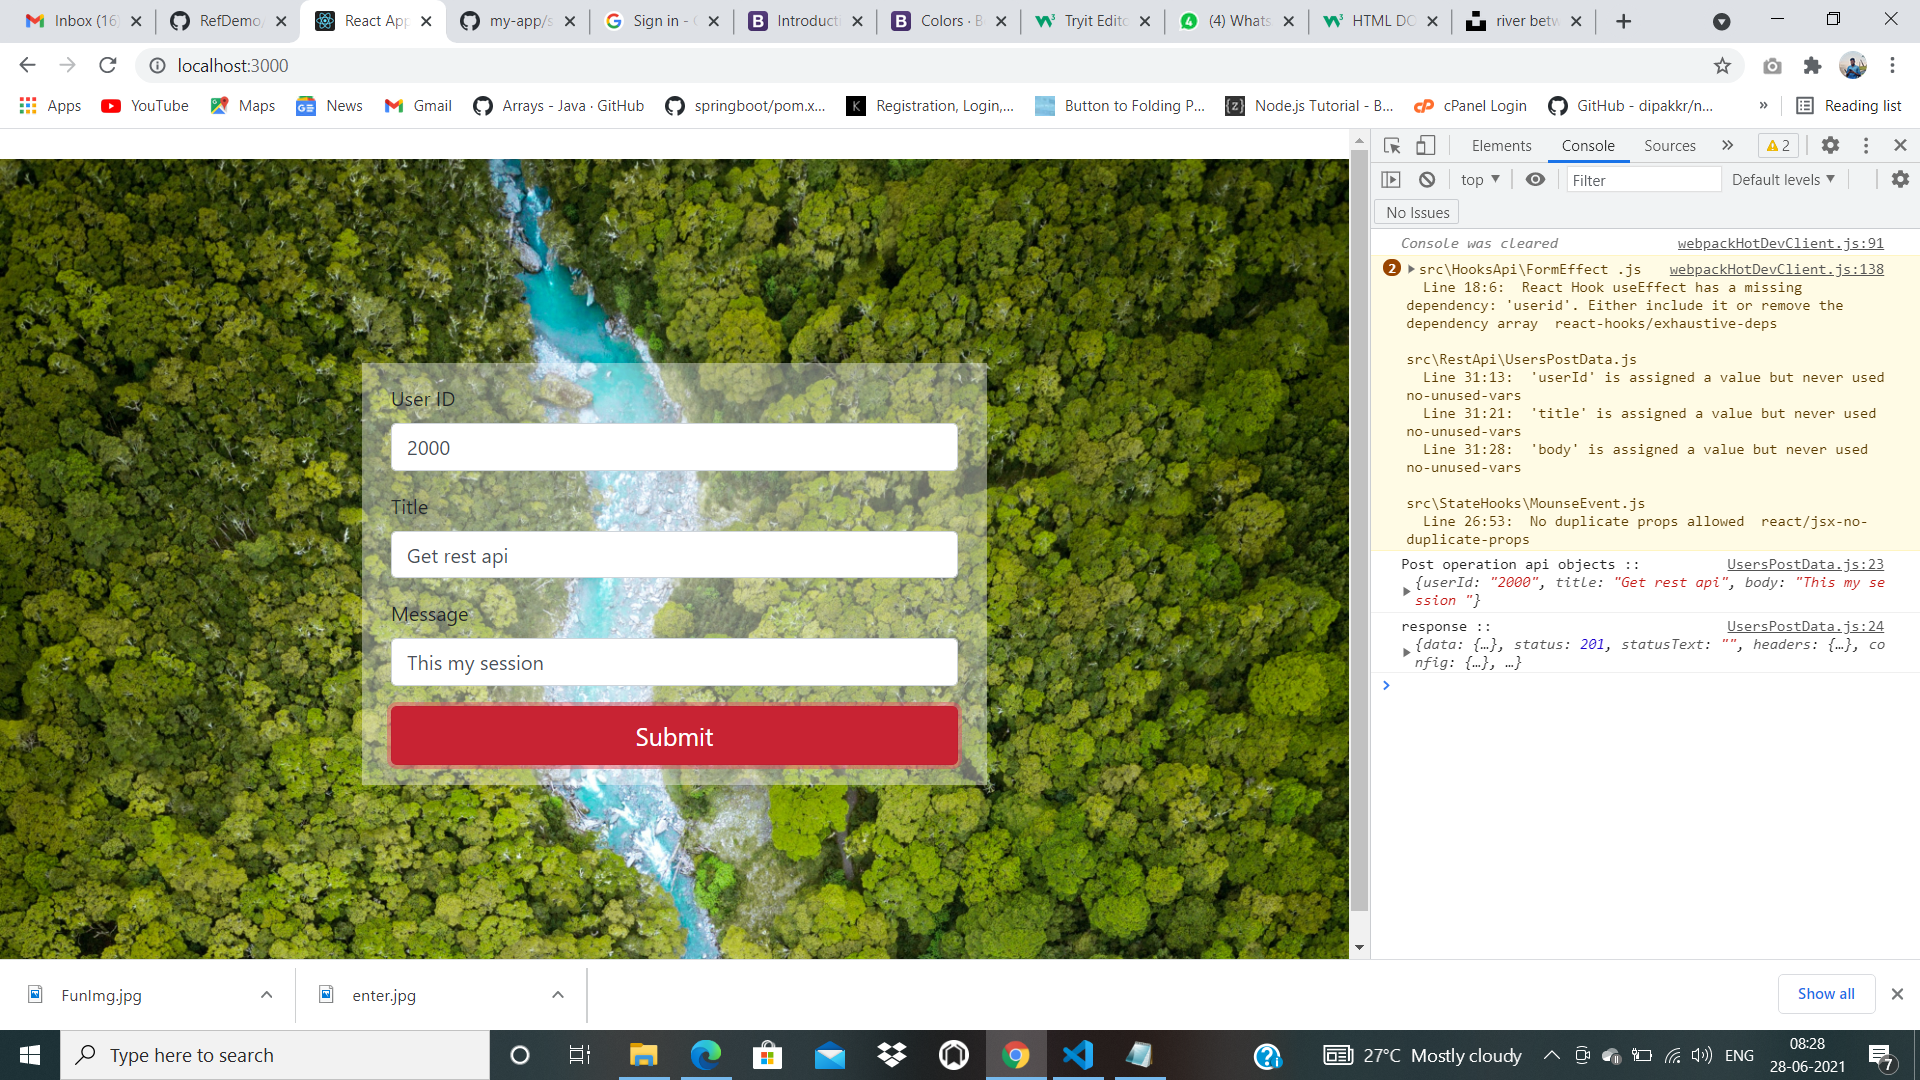 Inbox (16)
RefDemo/
React App
my-app/s
Sign in - G
Introducti
Colors · B
Tryit Edito
(4) Whats
HTML DO
river betw
localhost:3000
Apps
YouTube
Maps
News
Gmail
Arrays - Java · GitHub
springboot/pom.x...
Registration, Login,...
Button to Folding P...
Node.js Tutorial - B...
cPanel Login
GitHub - dipakkr/n...
»
Reading list
Elements
Console
Sources
»
2
top
Filter
Default levels
No Issues
Console was cleared
webpackHotDevClient.js:91
2
src\HooksApi\FormEffect .js
webpackHotDevClient.js:138
Line 18:6:  React Hook useEffect has a missing
dependency: 'userid'. Either include it or remove the
dependency array  react-hooks/exhaustive-deps
src\RestApi\UsersPostData.js
Line 31:13:  'userId' is assigned a value but never used
no-unused-vars
Line 31:21:  'title' is assigned a value but never used
no-unused-vars
Line 31:28:  'body' is assigned a value but never used
no-unused-vars
src\StateHooks\MounseEvent.js
Line 26:53:  No duplicate props allowed  react/jsx-no-
duplicate-props
Post operation api objects ::
UsersPostData.js:23
{userId: "2000", title: "Get rest api", body: "This my se
ssion "}
response ::
UsersPostData.js:24
{data: {…}, status: 201, statusText: "", headers: {…}, co
nfig: {…}, …}
User ID
2000
Title
Get rest api
Message
This my session
Submit
FunImg.jpg
enter.jpg
Show all
Type here to search
27°C Mostly cloudy
ENG
08:28
28-06-2021
7